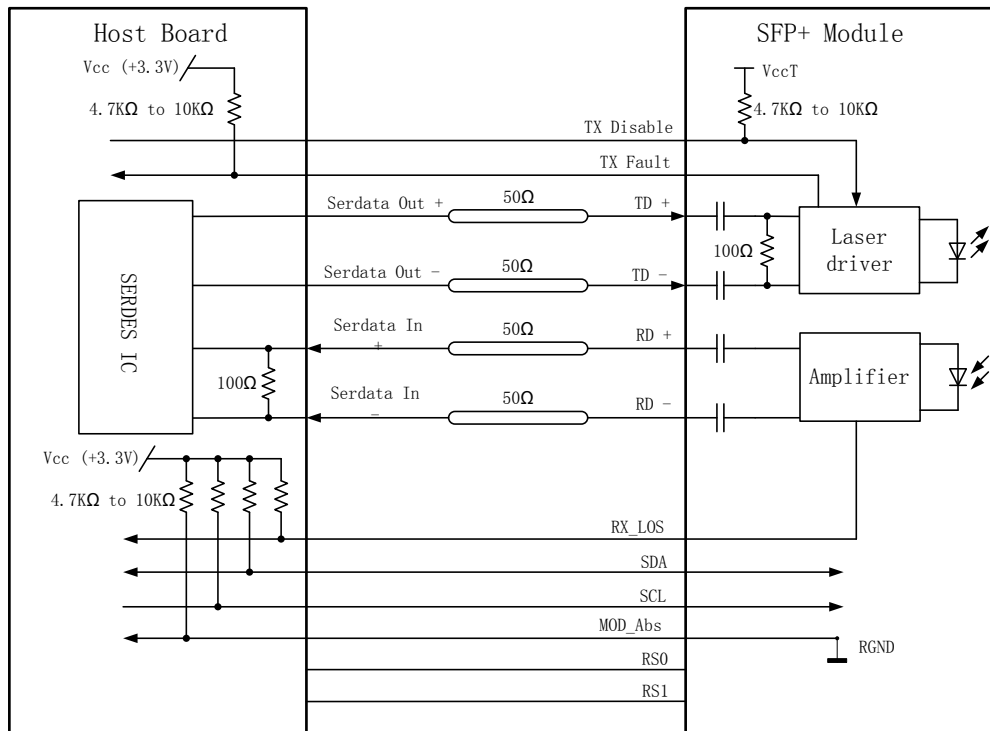 Host Board
SFP+ Module
Vcc (+3.3V)
VccT
4.7KΩ to 10KΩ
4.7KΩ to 10KΩ
TX Disable
TX Fault
Serdata Out +
50Ω
TD +
100Ω
Laser
driver
SERDES IC
Serdata Out -
50Ω
TD -
Serdata In
+
50Ω
RD +
100Ω
Amplifier
Serdata In
-
50Ω
RD -
Vcc (+3.3V)
4.7KΩ to 10KΩ
RX_LOS
SDA
SCL
MOD_Abs
RGND
RS0
RS1